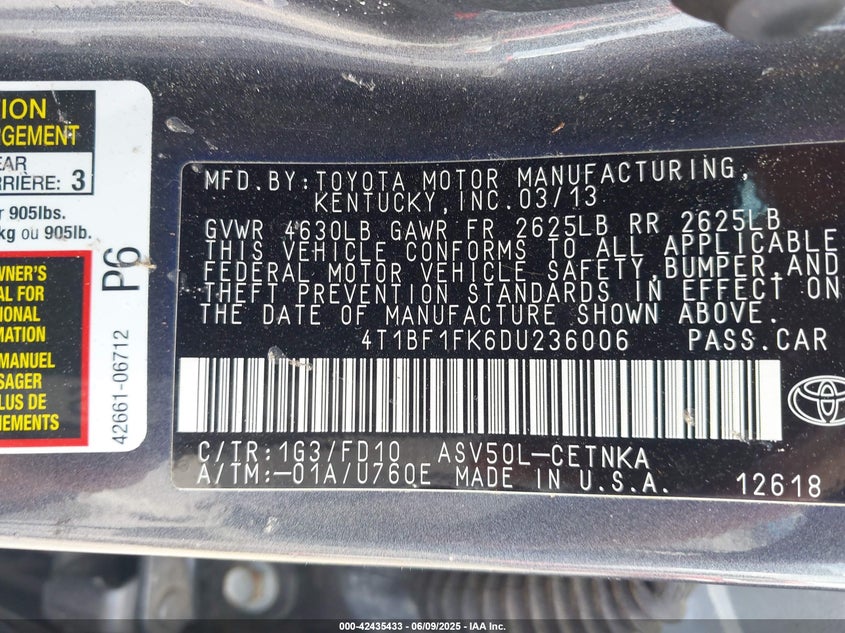 TION
RGEMENT
EAR
RRIÈRE: 3
r 905lbs.
kg ou 905lb.
WNER'S
AL FOR
IONAL
MATION
MANUEL
SAGER
LUS DE
NEMENTS
42661-06712 P6
MFD.BY:TOYOTA MOTOR MANUFACTURING,
KENTUCKY,INC.03/13
GVWR 4630LB GAWR FR 2625LB RR 2625LB
THIS VEHICLE CONFORMS TO ALL APPLICABLE
FEDERAL MOTOR VEHICLE SAFETY,BUMPER,AND
THEFT PREVENTION STANDARDS IN EFFECT ON
THE DATE OF MANUFACTURE SHOWN ABOVE.
4T1BF1FK6DU236006 PASS.CAR
C/TR:1G3/FD10 ASV50L-CETNKA
A/TM:-01A/U760E MADE IN U.S.A. 12618
000-42435433 - 06/09/2025 - IAA Inc.